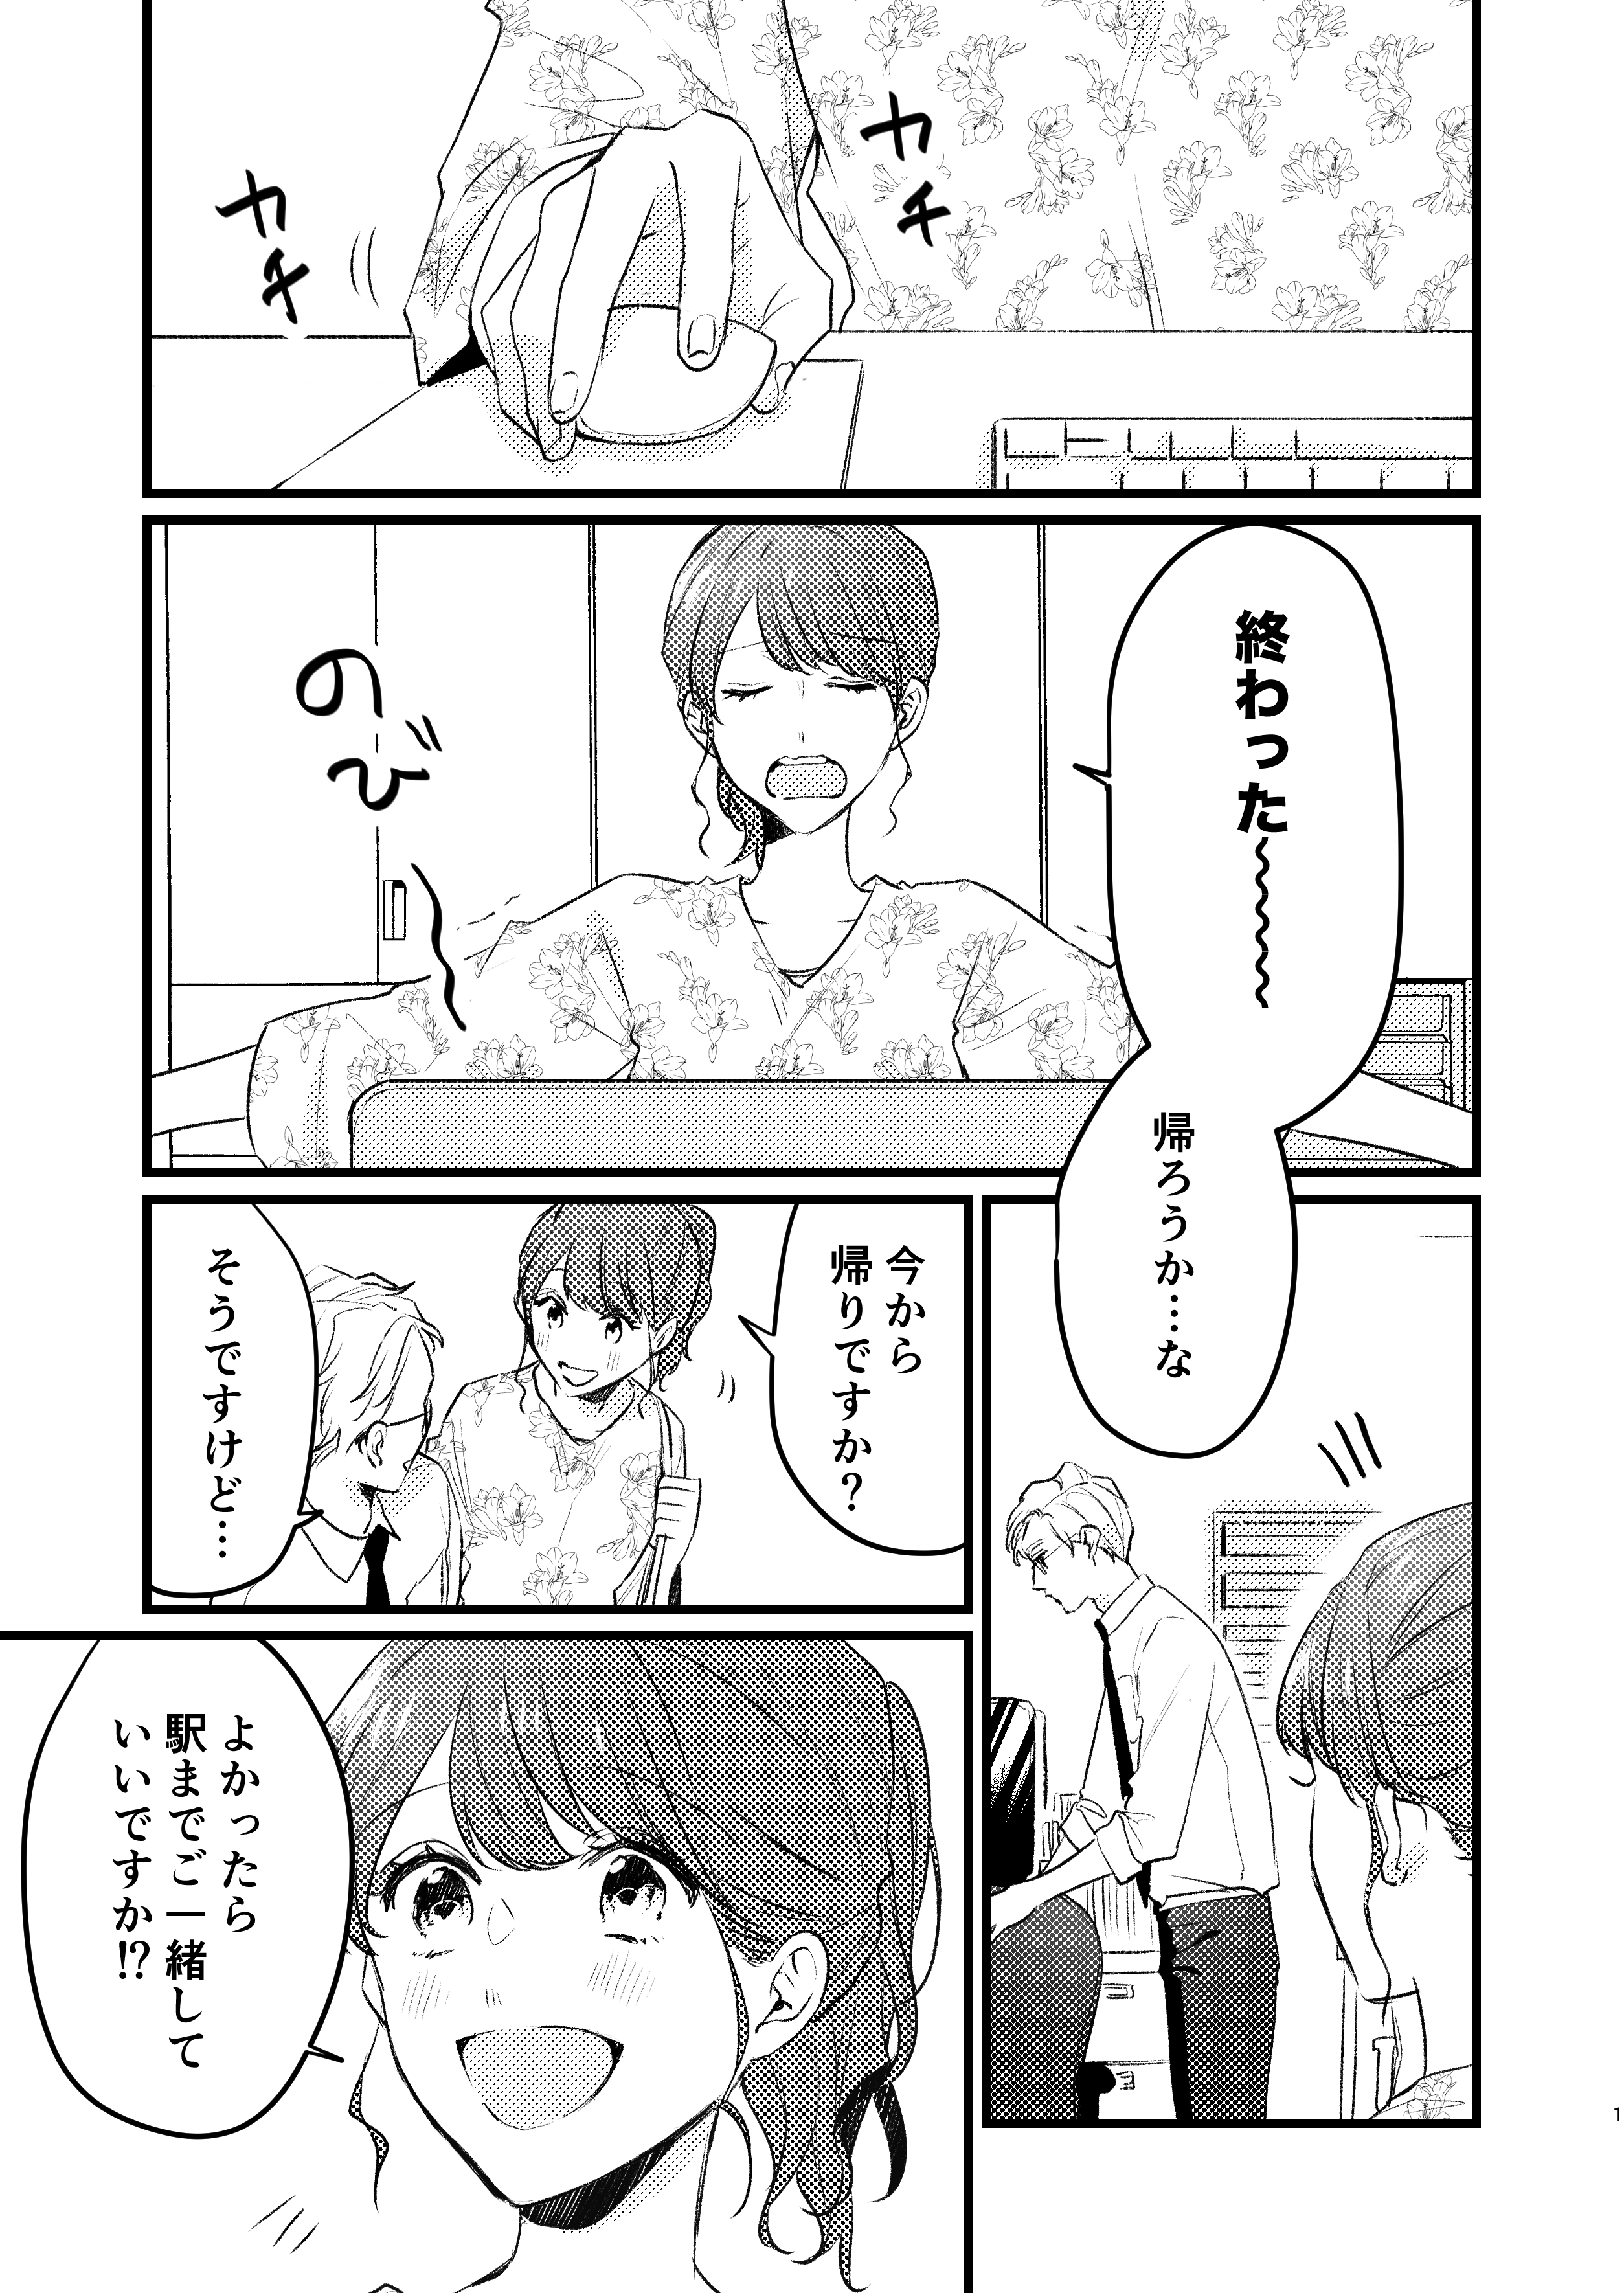 カチ
カチ
終わった〜〜〜〜
のび〜
帰ろうか…な
今から
帰りですか？
そうですけど…
よかったら
駅までご一緒して
いいですか!?
1